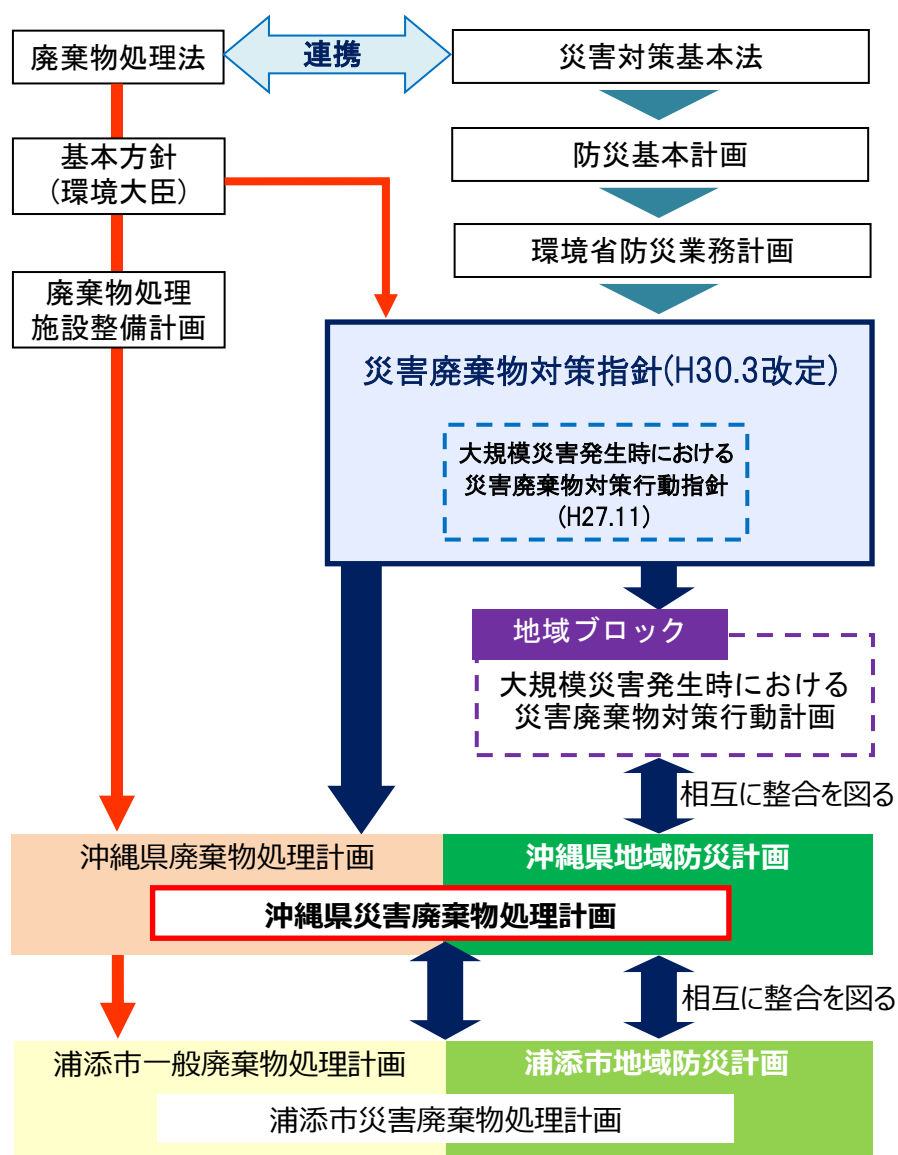 廃棄物処理法
連携
災害対策基本法
防災基本計画
基本方針
(環境大臣)
環境省防災業務計画
廃棄物処理
施設整備計画
災害廃棄物対策指針(H30.3改定)
大規模災害発生時における
災害廃棄物対策行動指針
(H27.11)
地域ブロック
大規模災害発生時における
災害廃棄物対策行動計画
相互に整合を図る
沖縄県廃棄物処理計画
沖縄県地域防災計画
沖縄県災害廃棄物処理計画
相互に整合を図る
浦添市一般廃棄物処理計画
浦添市地域防災計画
浦添市災害廃棄物処理計画